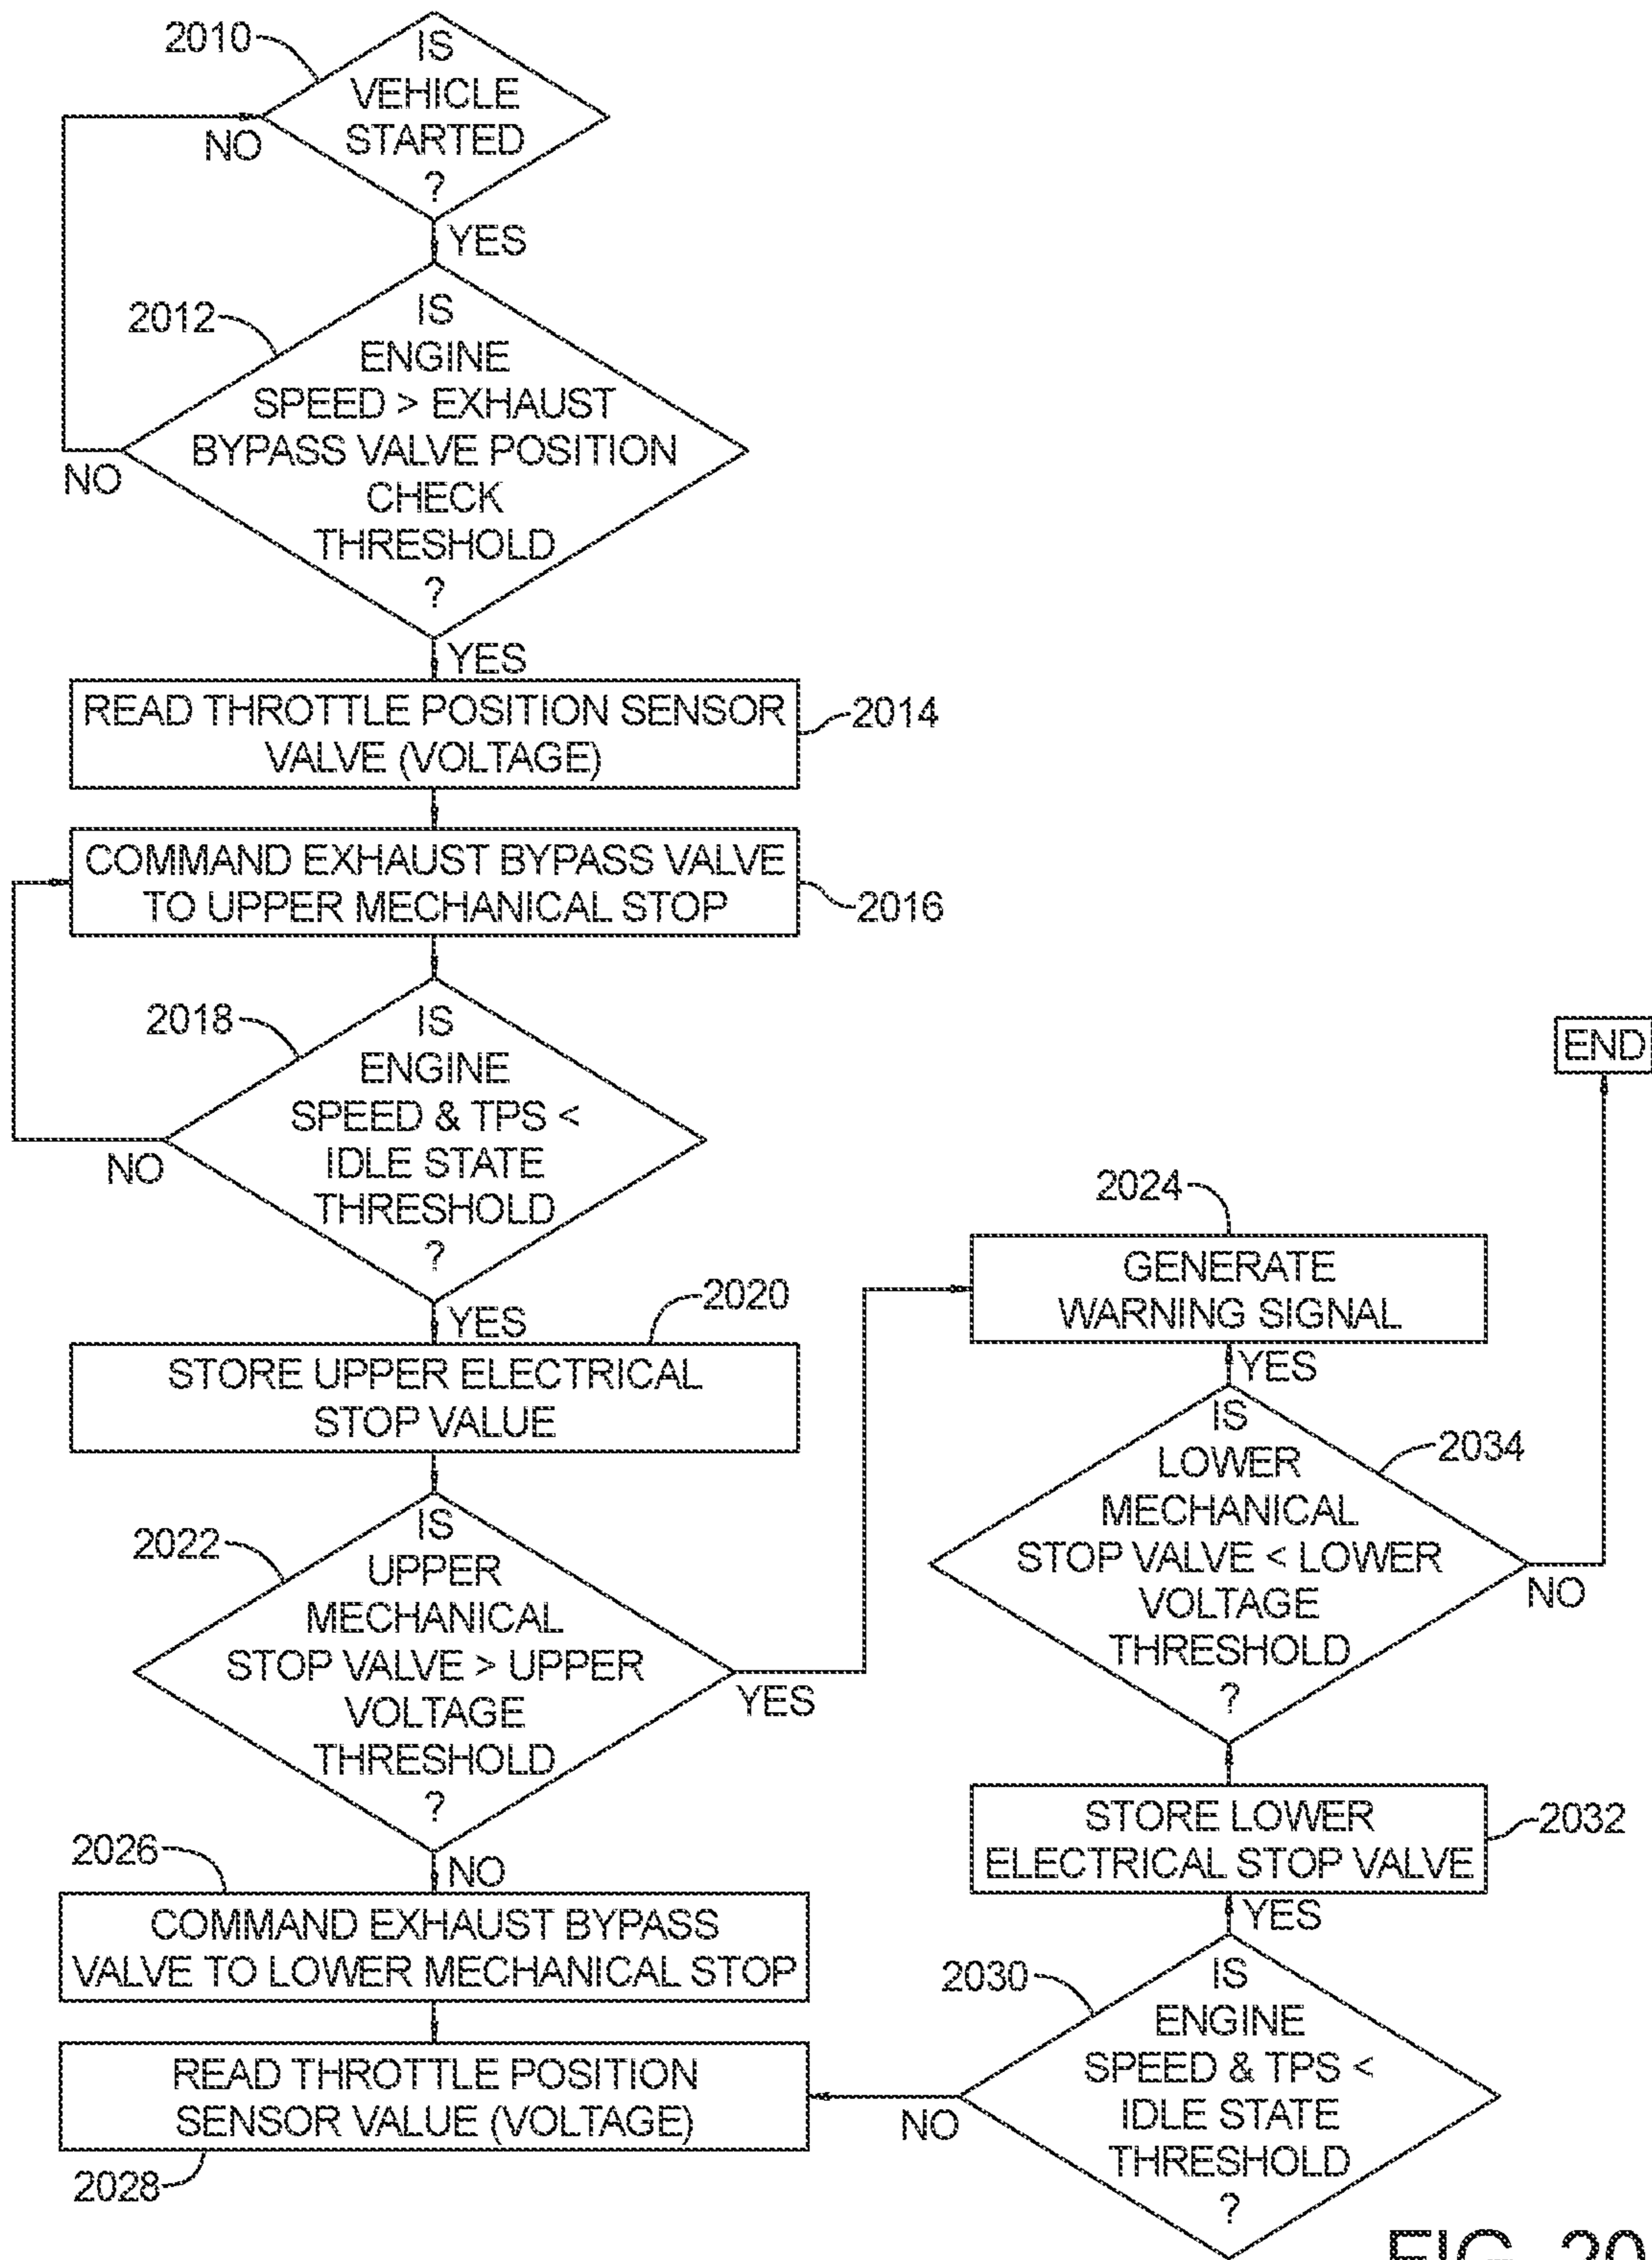 2010
IS
VEHICLE
STARTED
?
NO
YES
2012
IS
ENGINE
SPEED > EXHAUST
BYPASS VALVE POSITION
CHECK
THRESHOLD
?
NO
YES
READ THROTTLE POSITION SENSOR
VALVE (VOLTAGE)
2014
COMMAND EXHAUST BYPASS VALVE
TO UPPER MECHANICAL STOP
2016
2018
IS
ENGINE
SPEED & TPS <
IDLE STATE
THRESHOLD
?
NO
YES
2020
STORE UPPER ELECTRICAL
STOP VALUE
2022
IS
UPPER
MECHANICAL
STOP VALVE > UPPER
VOLTAGE
THRESHOLD
?
YES
NO
2026
COMMAND EXHAUST BYPASS
VALVE TO LOWER MECHANICAL STOP
READ THROTTLE POSITION
SENSOR VALUE (VOLTAGE)
2028
END
2024
GENERATE
WARNING SIGNAL
YES
IS
LOWER
MECHANICAL
STOP VALVE < LOWER
VOLTAGE
THRESHOLD
?
2034
NO
STORE LOWER
ELECTRICAL STOP VALVE
2032
YES
2030
IS
ENGINE
SPEED & TPS <
IDLE STATE
THRESHOLD
?
NO
FIG. 20